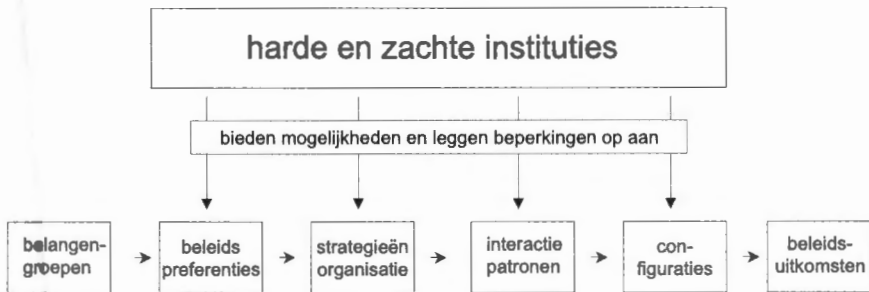 harde en zachte instituties
bieden mogelijkheden en leggen beperkingen op aan
belangen-
groepen
beleids
preferenties
strategieën
organisatie
interactie
patronen
con-
figuraties
beleids-
uitkomsten